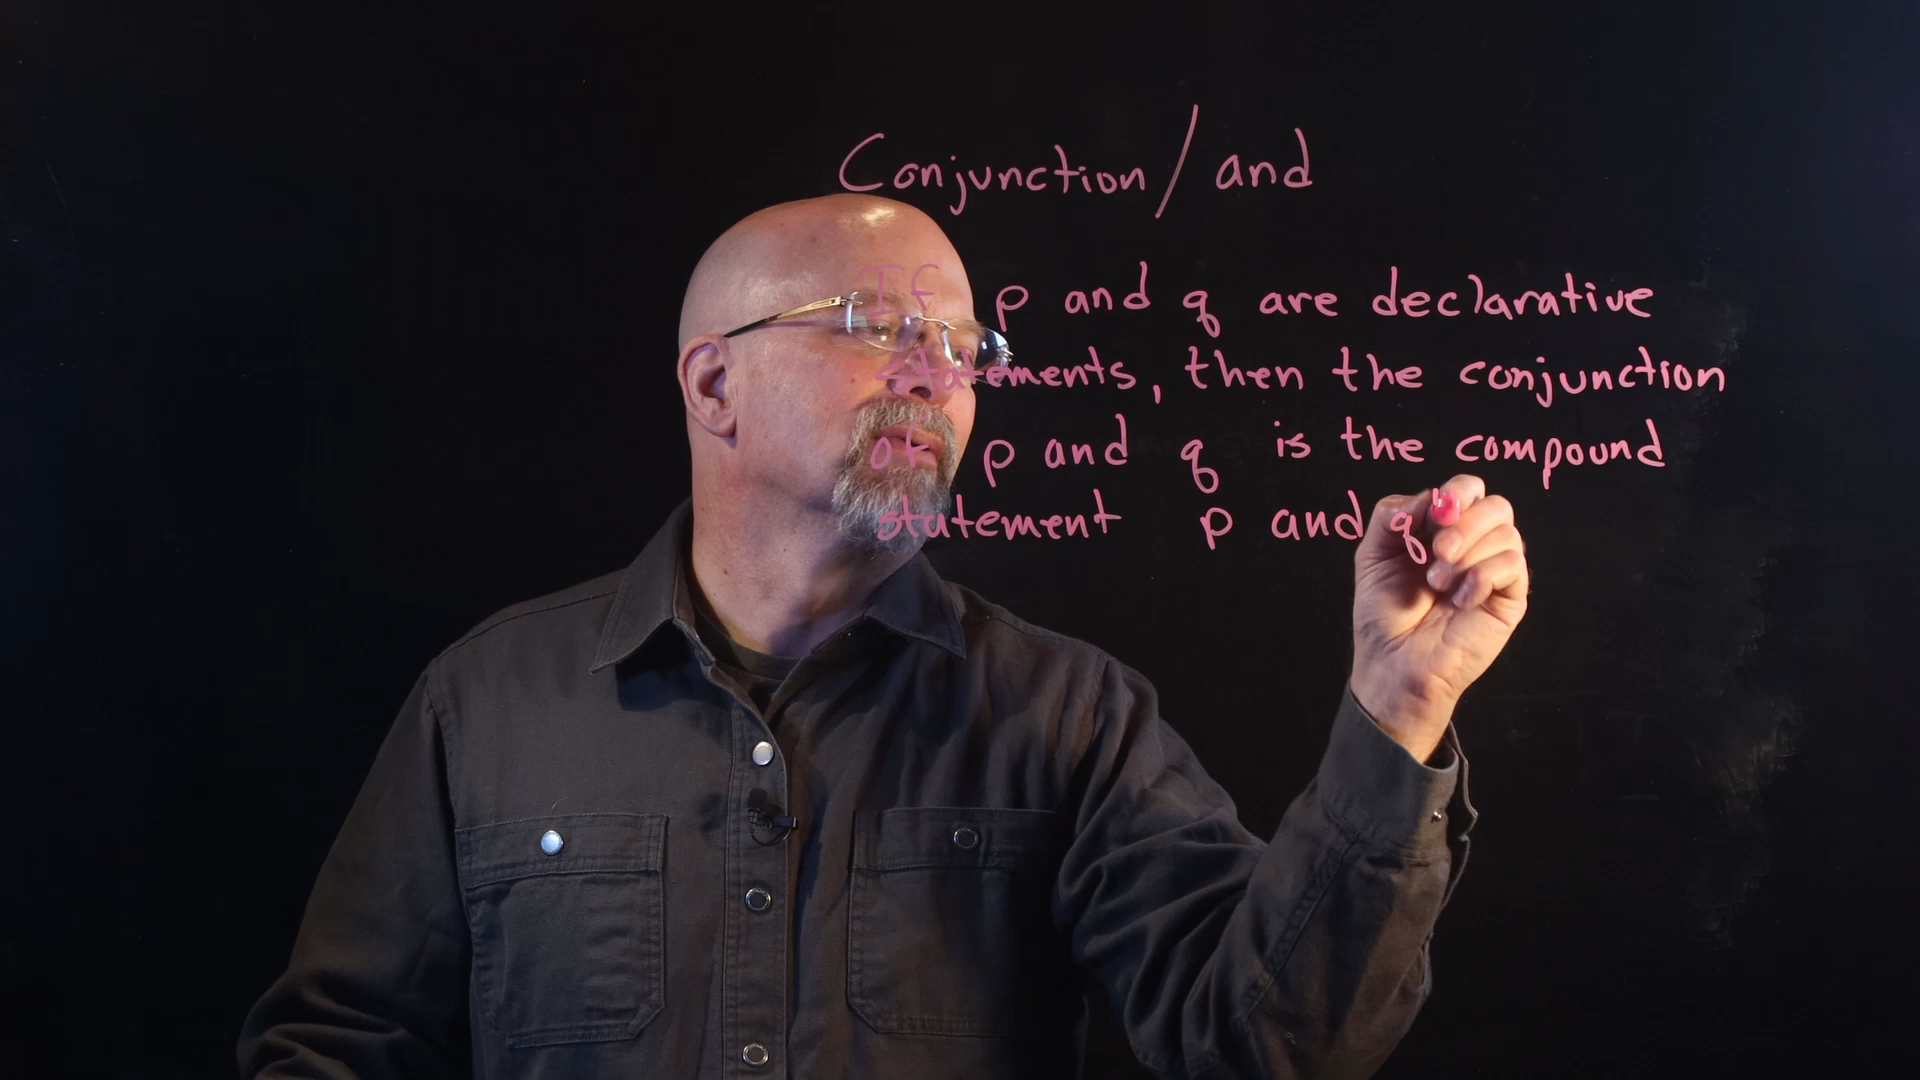 Conjunction / and
If p and q are declarative
statements, then the conjunction
of p and q is the compound
statement p and q